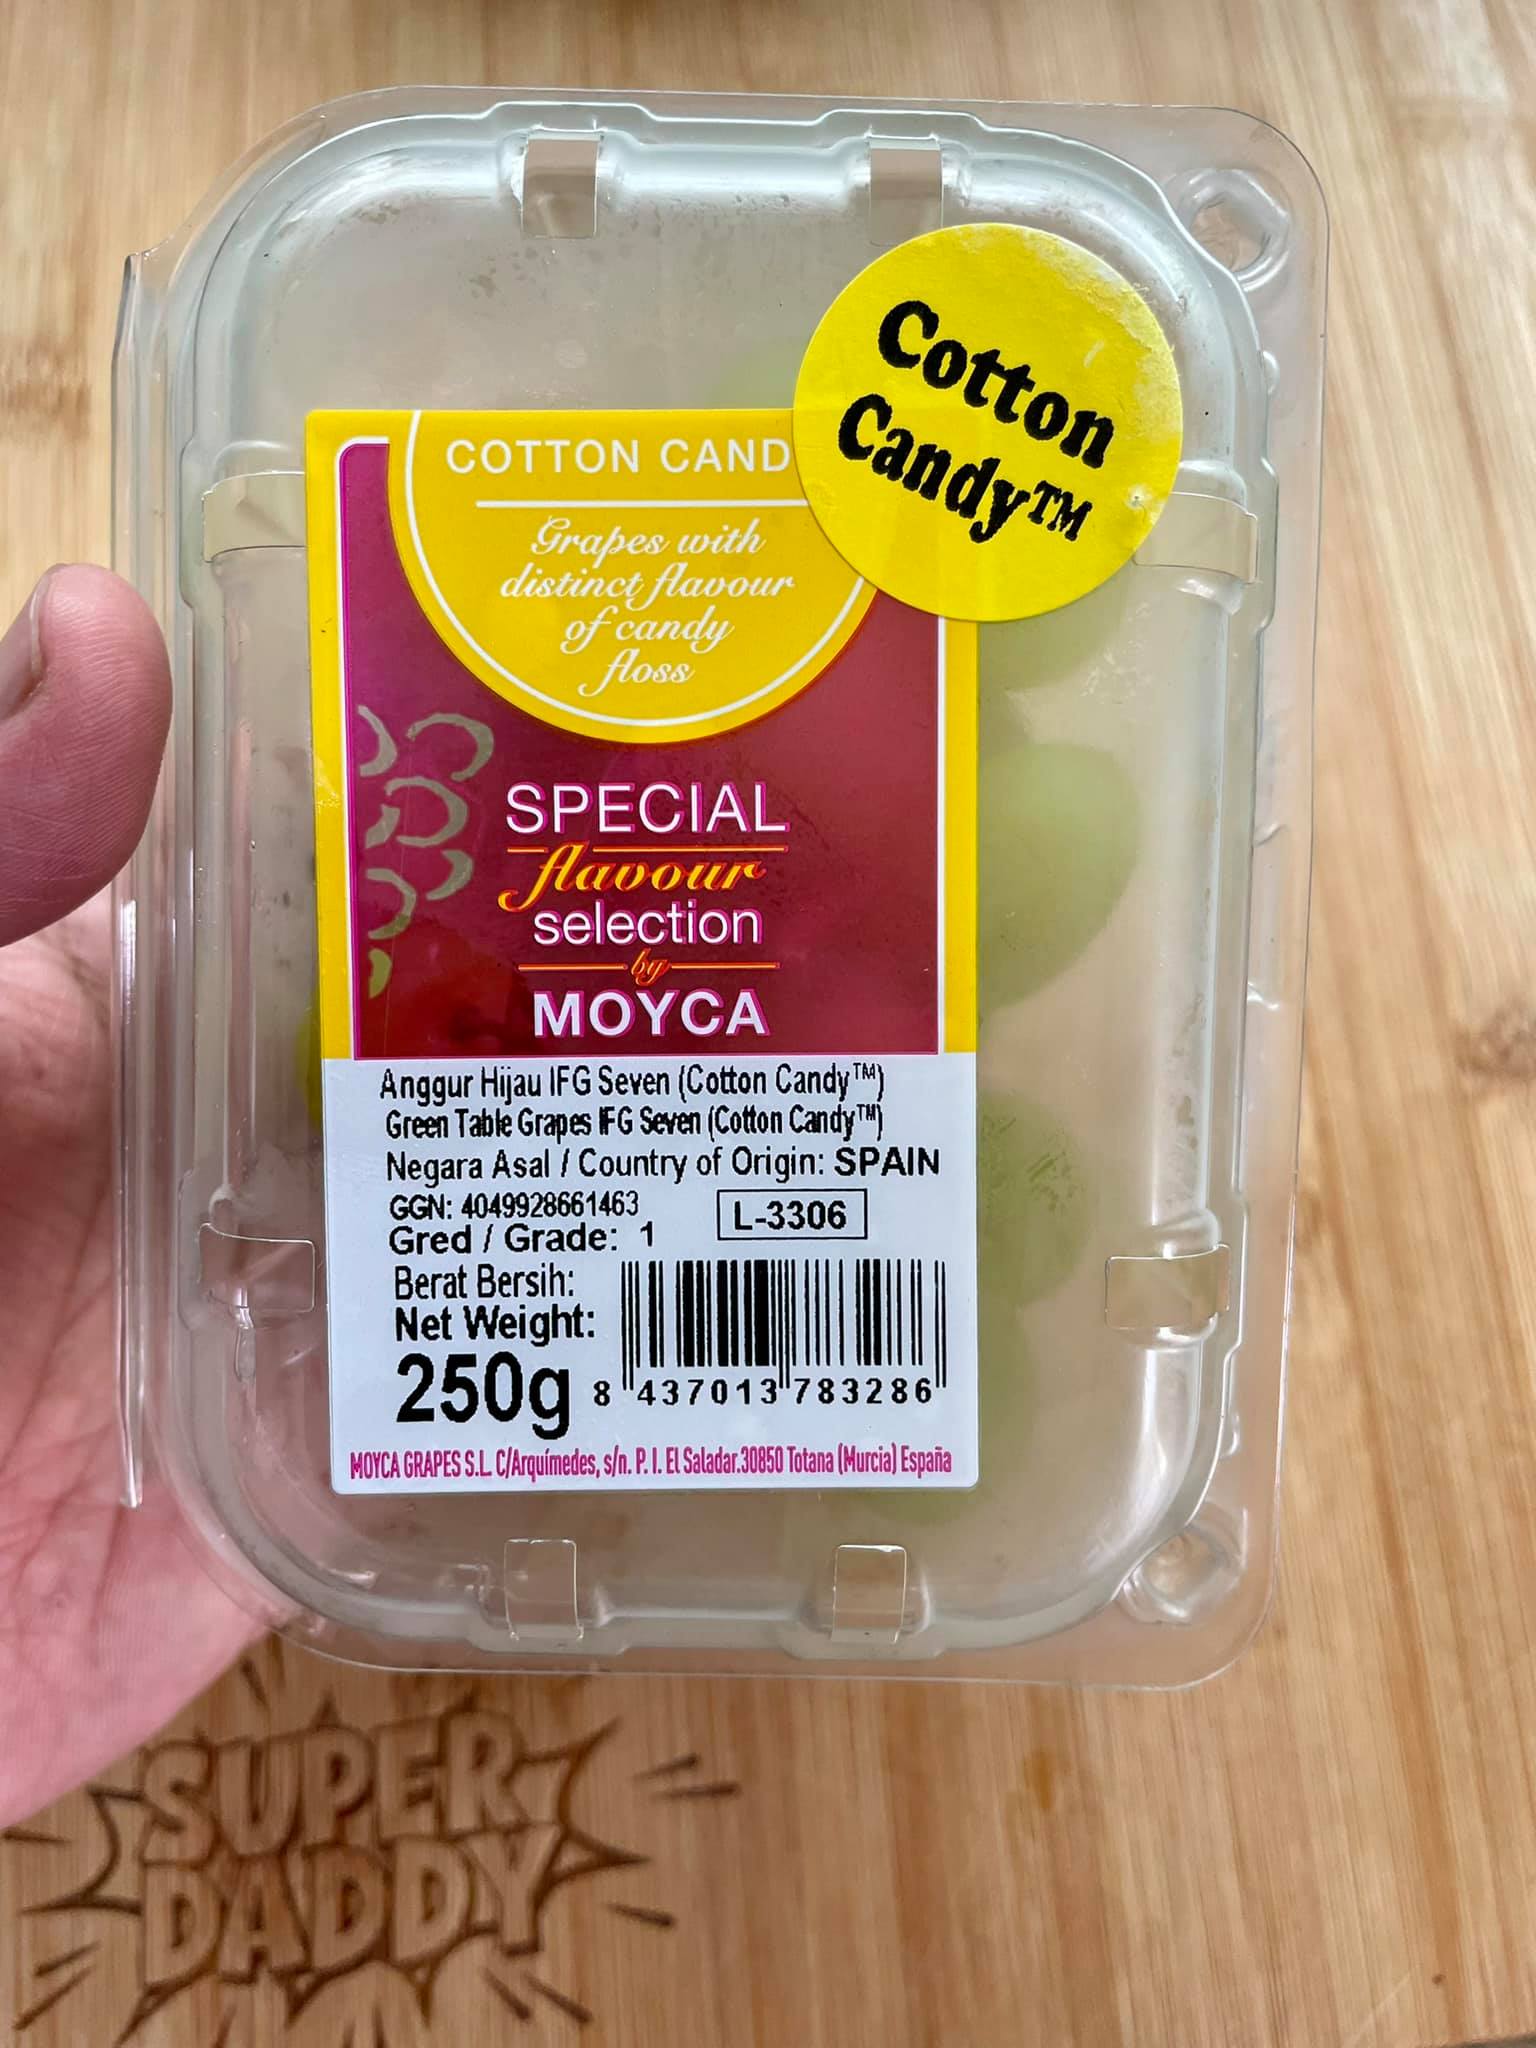 Cotton
Candy™
COTTON CAND
Grapes with
distinct flavour
of candy
floss
SPECIAL
flavour
selection
by
MOYCA
Anggur Hijau IFG Seven (Cotton Candy™)
Green Table Grapes IFG Seven (Cotton Candy™)
Negara Asal / Country of Origin: SPAIN
GGN: 4049928661463
L-3306
Gred / Grade: 1
Berat Bersih:
Net Weight:
250g
8 437013 783286
MOYCA GRAPES S.L. C/Arquímedes, s/n. P. I. El Saladar.30850 Totana (Murcia) España
SUPER
DADDY